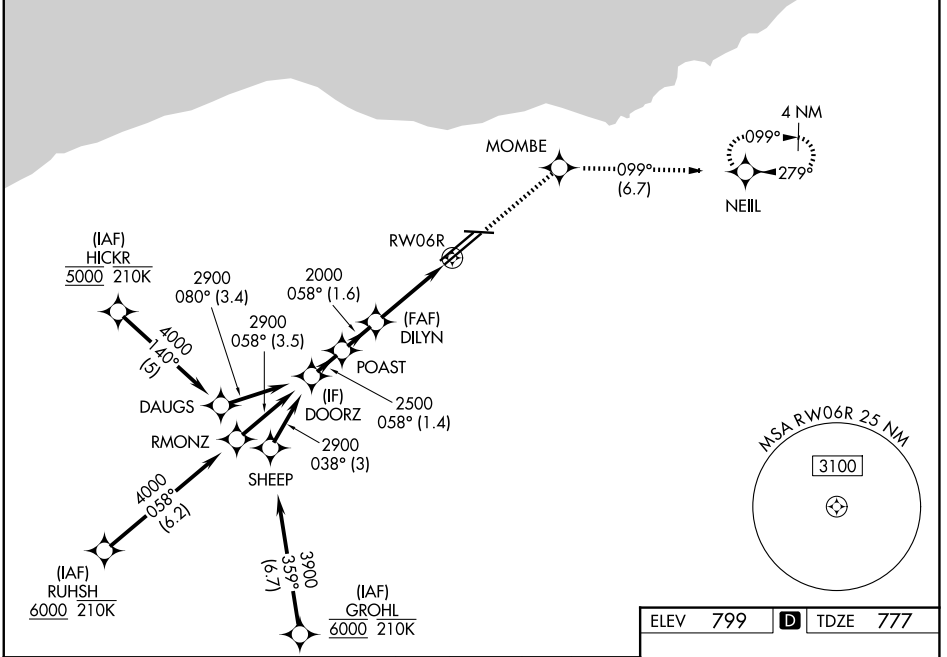 4 NM
099°
279°
NEIIL
MOMBE
099°
(6.7)
RW06R
(IAF)
HICKR
5000 210K
2900
080° (3.4)
2900
058° (3.5)
2000
058° (1.6)
(FAF)
DILYN
4000
140°
(5)
POAST
DAUGS
(IF)
DOORZ
2500
058° (1.4)
RMONZ
2900
038° (3)
SHEEP
4000
058°
(6.2)
(IAF)
RUHSH
6000 210K
3900
359°
(6.7)
(IAF)
GROHL
6000 210K
MSA RW06R 25 NM
3100
ELEV 799 D TDZE 777